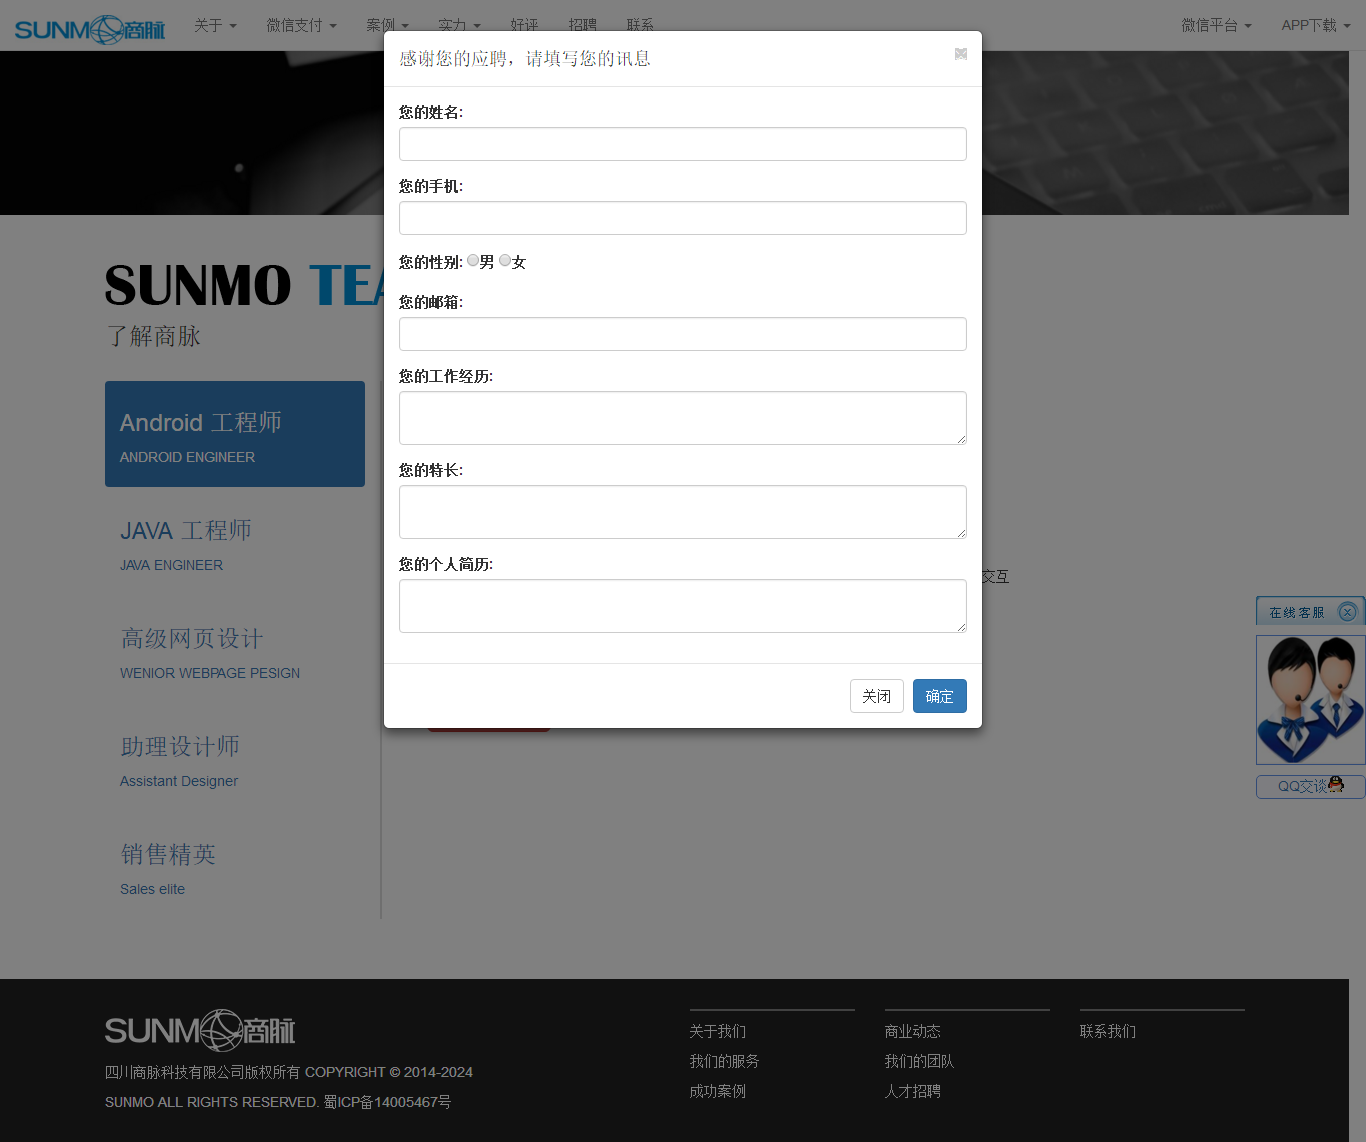 SUNMO商脉 关于 微信支付 案例 实力 好评 招聘 联系 微信平台 APP下载
感谢您的应聘，请填写您的讯息
您的姓名:
您的手机:
您的性别: 男 女
您的邮箱:
您的工作经历:
您的特长:
您的个人简历:
关闭 确定
SUNMO
了解商脉
Android 工程师
ANDROID ENGINEER
JAVA 工程师
JAVA ENGINEER
高级网页设计
WENIOR WEBPAGE PESIGN
助理设计师
Assistant Designer
销售精英
Sales elite
交互
在线客服
QQ交谈
SUNMO商脉
四川商脉科技有限公司版权所有 COPYRIGHT © 2014-2024
SUNMO ALL RIGHTS RESERVED. 蜀ICP备14005467号
关于我们
我们的服务
成功案例
商业动态
我们的团队
人才招聘
联系我们